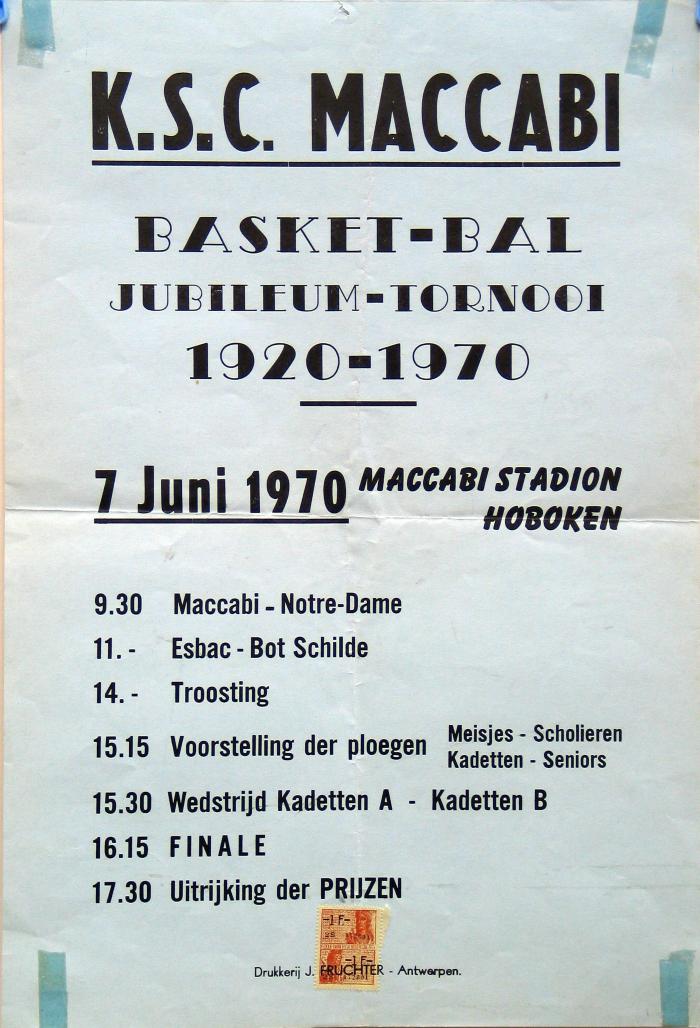 K.S.C. MACCABI
BASKET-BAL
JUBILEUM-TORNOOI
1920-1970
7 Juni 1970 MACCABI STADION
HOBOKEN
9.30 Maccabi - Notre-Dame
11. - Esbac - Bot Schilde
14. - Troosting
15.15 Voorstelling der ploegen Meisjes - Scholieren
Kadetten - Seniors
15.30 Wedstrijd Kadetten A - Kadetten B
16.15 FINALE
17.30 Uitrijking der PRIJZEN
-1 F-
-1 F-
Drukkerij J. FRUCHTER - Antwerpen.